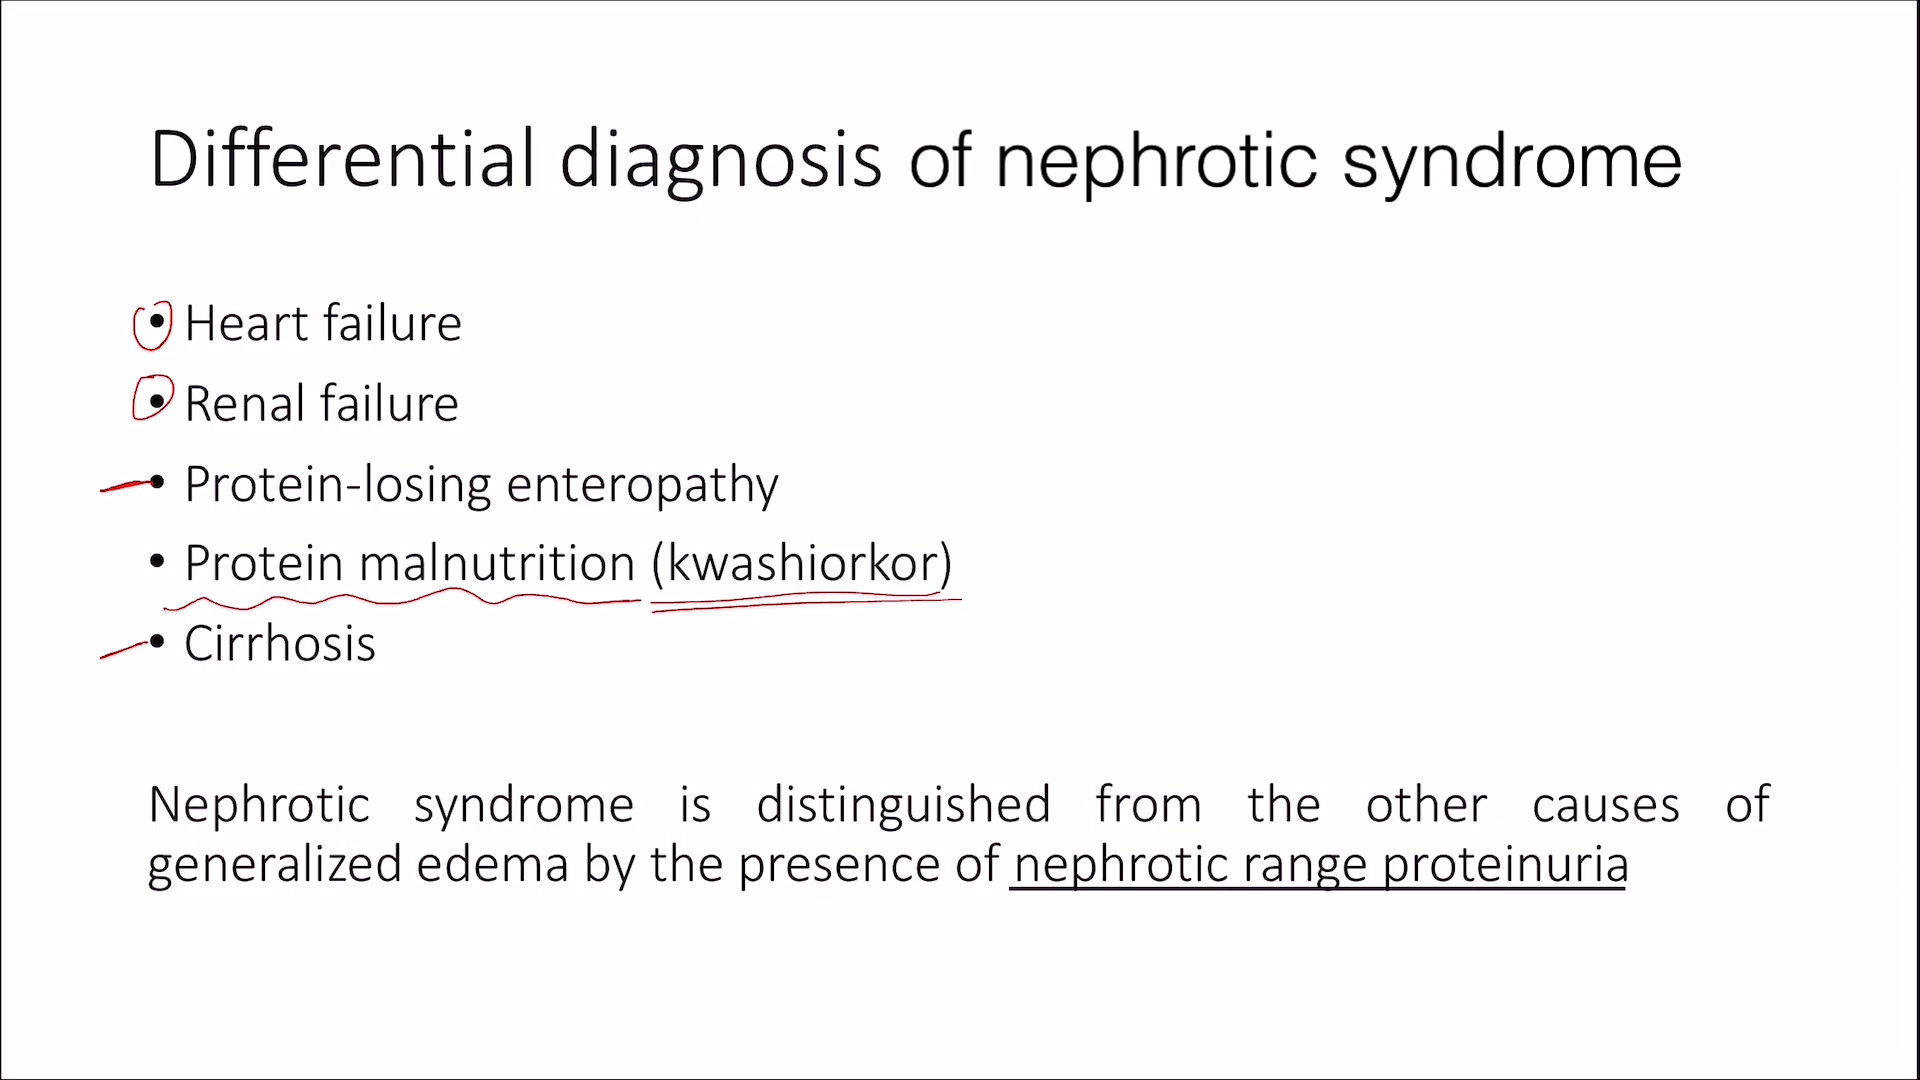 Differential diagnosis of nephrotic syndrome
• Heart failure
• Renal failure
• Protein-losing enteropathy
• Protein malnutrition (kwashiorkor)
• Cirrhosis
Nephrotic syndrome is distinguished from the other causes of
generalized edema by the presence of nephrotic range proteinuria